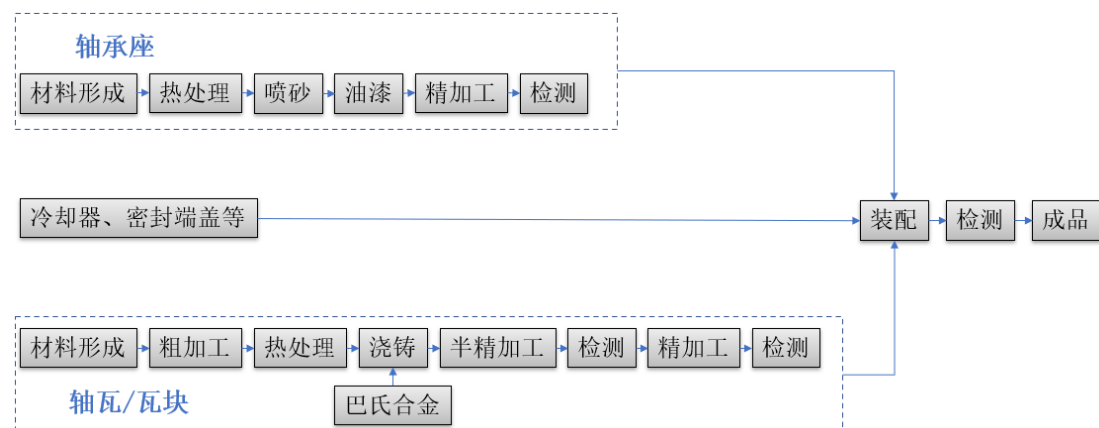 轴承座
材料形成
热处理
喷砂
油漆
精加工
检测
冷却器、密封端盖等
装配
检测
成品
材料形成
粗加工
热处理
浇铸
半精加工
检测
精加工
检测
轴瓦/瓦块
巴氏合金